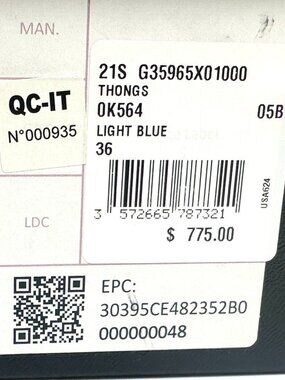 MAN.
QC-IT
N°000935
LDC
21S G35965X01000
THONGS
0K564 05B
LIGHT BLUE
36
3 572665 787321
USA624
$ 775.00
EPC:
30395CE482352B0
000000048